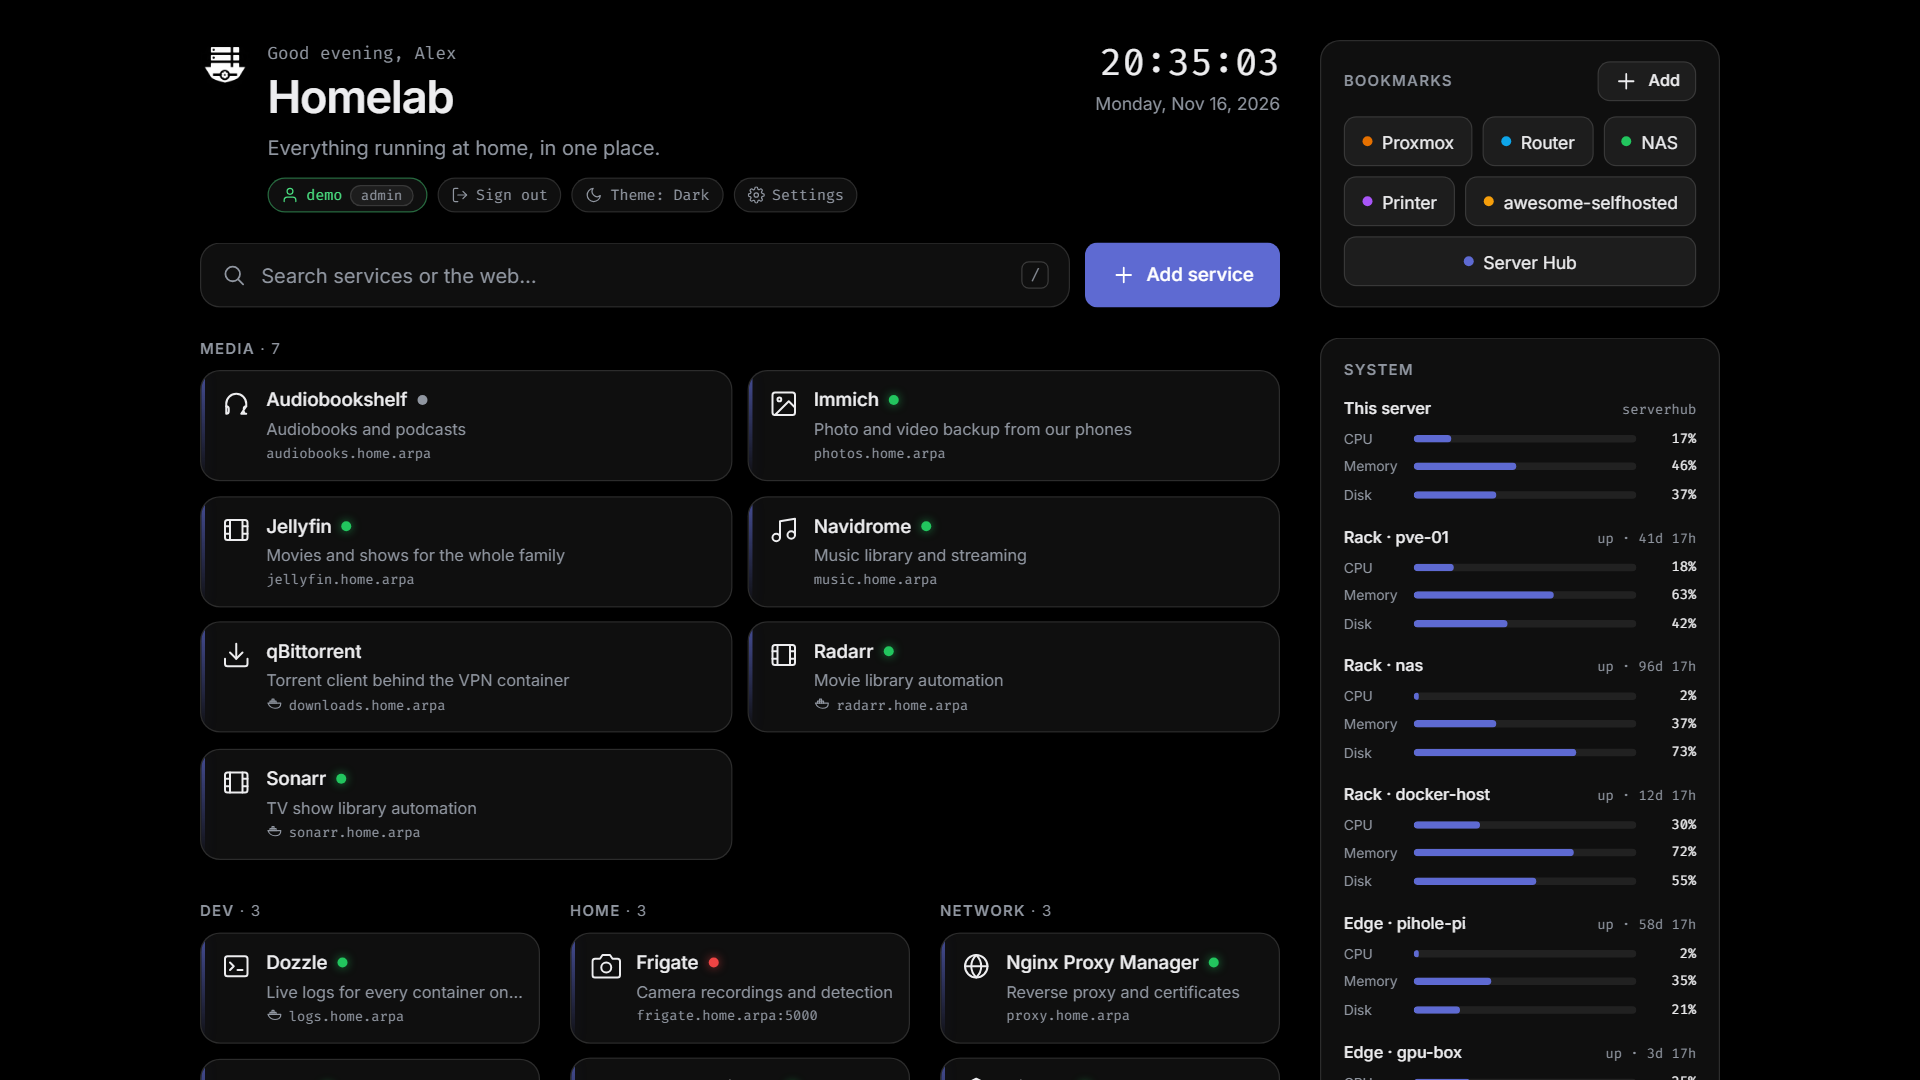 Good evening, Alex
Homelab
Everything running at home, in one place.
demo admin
Sign out
Theme: Dark
Settings
20:35:03
Monday, Nov 16, 2026
Search services or the web...
/
Add service
MEDIA · 7
Audiobookshelf
Audiobooks and podcasts
audiobooks.home.arpa
Immich
Photo and video backup from our phones
photos.home.arpa
Jellyfin
Movies and shows for the whole family
jellyfin.home.arpa
Navidrome
Music library and streaming
music.home.arpa
qBittorrent
Torrent client behind the VPN container
downloads.home.arpa
Radarr
Movie library automation
radarr.home.arpa
Sonarr
TV show library automation
sonarr.home.arpa
DEV · 3
Dozzle
Live logs for every container on...
logs.home.arpa
HOME · 3
Frigate
Camera recordings and detection
frigate.home.arpa:5000
NETWORK · 3
Nginx Proxy Manager
Reverse proxy and certificates
proxy.home.arpa
BOOKMARKS
Add
Proxmox
Router
NAS
Printer
awesome-selfhosted
Server Hub
SYSTEM
This server serverhub
CPU 17%
Memory 46%
Disk 37%
Rack · pve-01 up · 41d 17h
CPU 18%
Memory 63%
Disk 42%
Rack · nas up · 96d 17h
CPU 2%
Memory 37%
Disk 73%
Rack · docker-host up · 12d 17h
CPU 30%
Memory 72%
Disk 55%
Edge · pihole-pi up · 58d 17h
CPU 2%
Memory 35%
Disk 21%
Edge · gpu-box up · 3d 17h